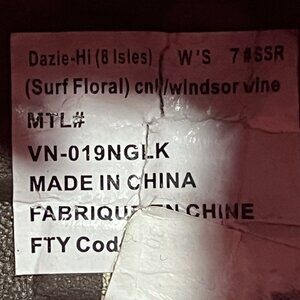 Dazie-Hi (8 Isles) W'S 7#SSR
(Surf Floral) cnl/windsor wine
MTL#
VN-019NGLK
MADE IN CHINA
FABRIQUE EN CHINE
FTY Code